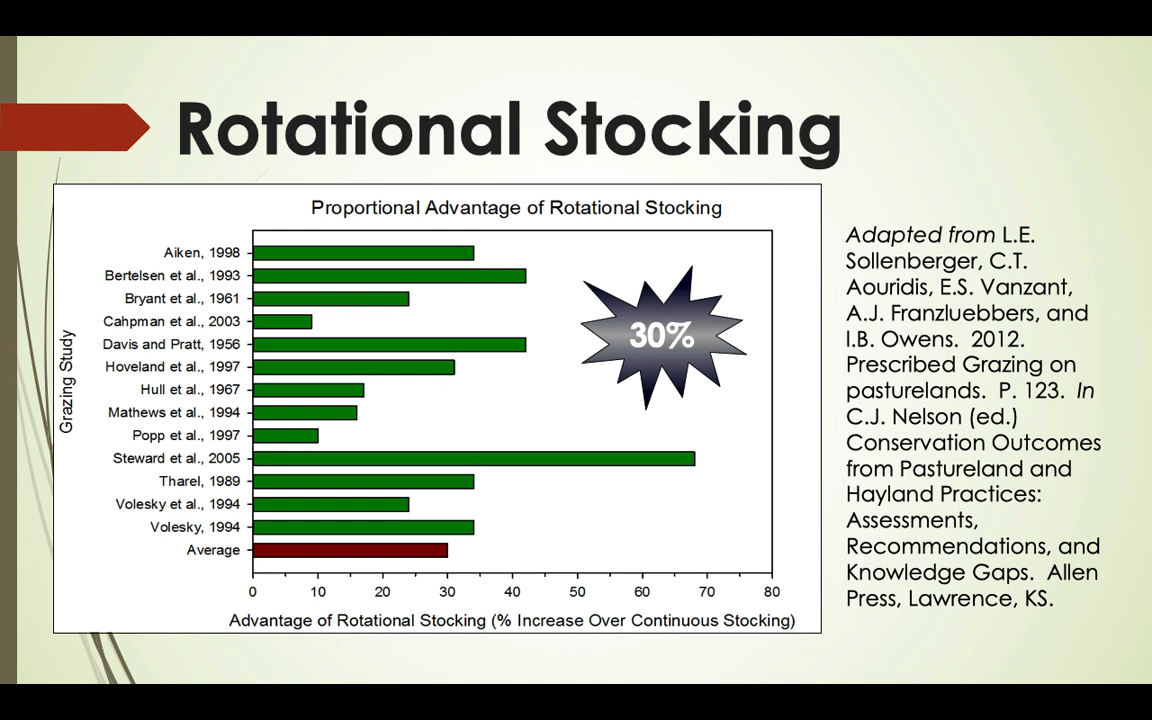 Rotational Stocking
Proportional Advantage of Rotational Stocking
Grazing Study
Aiken, 1998
Bertelsen et al., 1993
Bryant et al., 1961
Cahpman et al., 2003
Davis and Pratt, 1956
Hoveland et al., 1997
Hull et al., 1967
Mathews et al., 1994
Popp et al., 1997
Steward et al., 2005
Tharel, 1989
Volesky et al., 1994
Volesky, 1994
Average
0 10 20 30 40 50 60 70 80
Advantage of Rotational Stocking (% Increase Over Continuous Stocking)
30%
Adapted from L.E.
Sollenberger, C.T.
Aouridis, E.S. Vanzant,
A.J. Franzluebbers, and
I.B. Owens.  2012.
Prescribed Grazing on
pasturelands.  P. 123.  In
C.J. Nelson (ed.)
Conservation Outcomes
from Pastureland and
Hayland Practices:
Assessments,
Recommendations, and
Knowledge Gaps.  Allen
Press, Lawrence, KS.